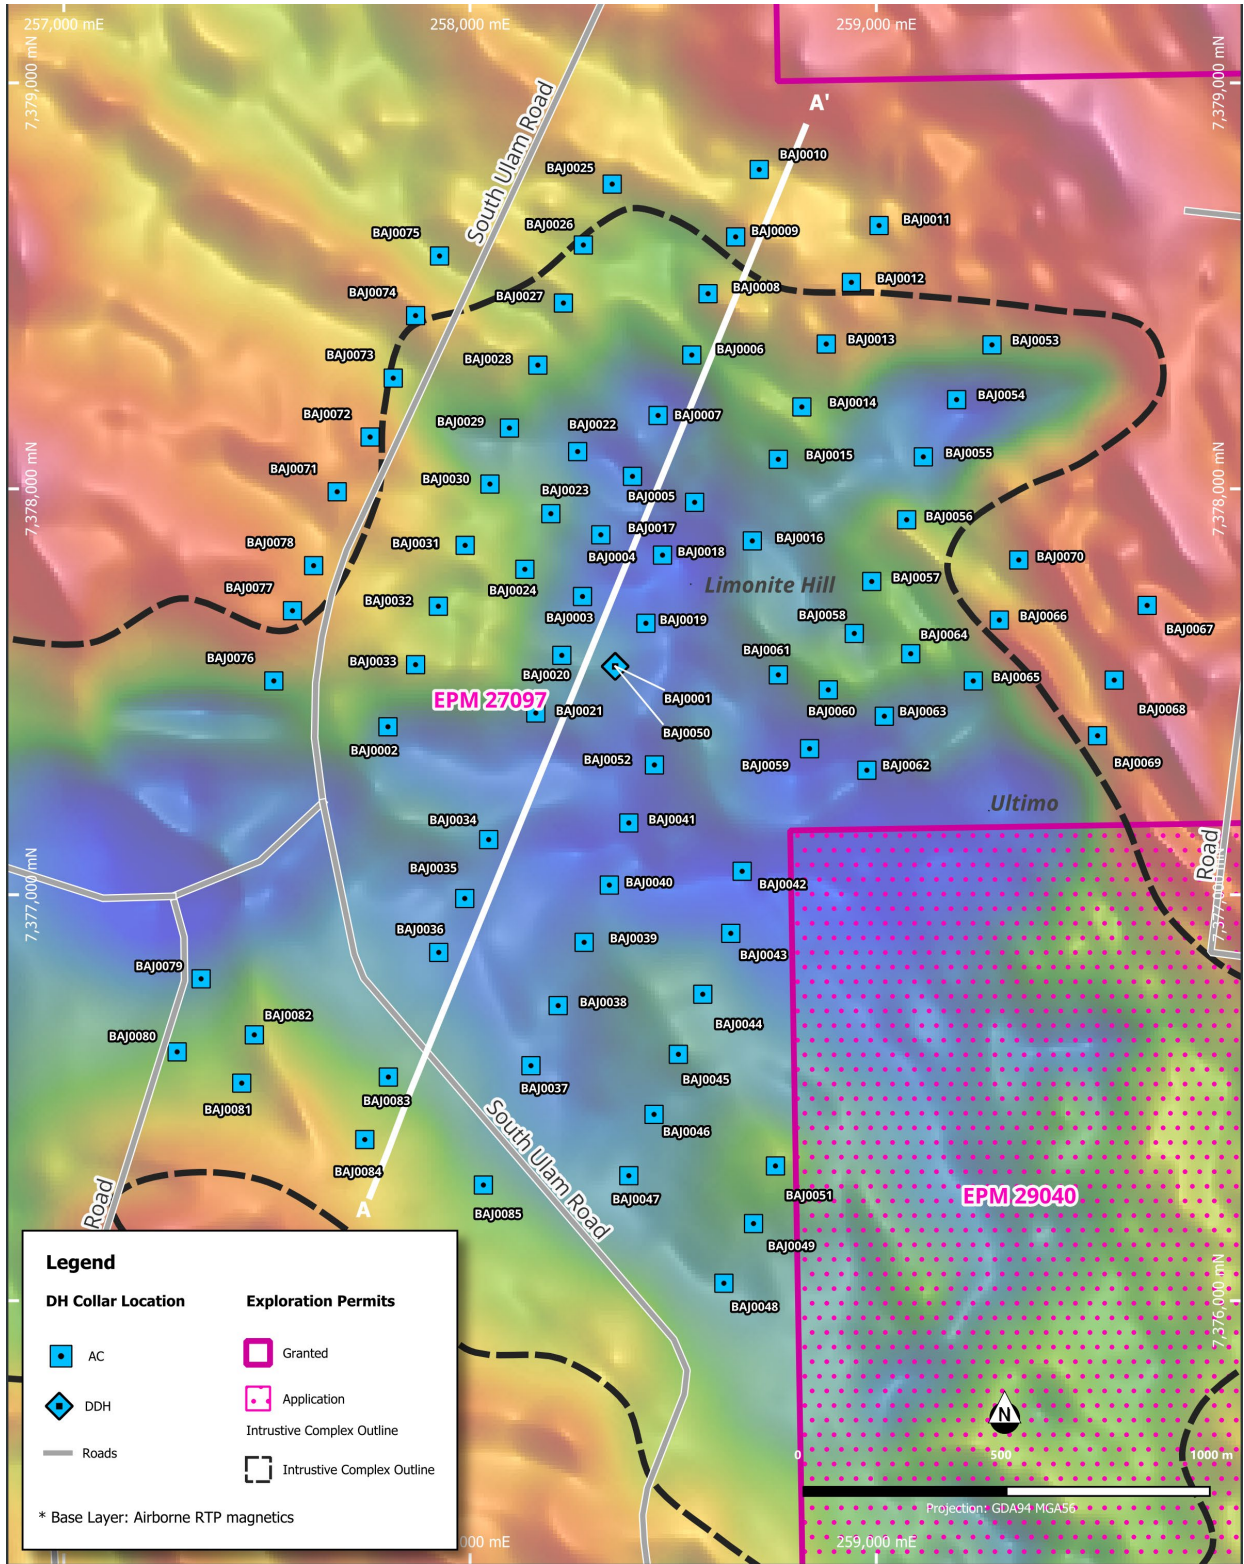 257,000 mE
258,000 mE
259,000 mE
7,379,000 mN
7,379,000 mN
A'
South Ulam Road
BAJ0010
BAJ0025
BAJ0011
BAJ0026
BAJ0009
BAJ0075
BAJ0012
BAJ0008
BAJ0074
BAJ0027
BAJ0013
BAJ0053
BAJ0006
BAJ0073
BAJ0028
BAJ0054
BAJ0014
BAJ0072
BAJ0007
BAJ0029
BAJ0022
BAJ0055
BAJ0015
BAJ0071
BAJ0030
7,378,000 mN
BAJ0023
BAJ0005
7,378,000 mN
BAJ0056
BAJ0017
BAJ0078
BAJ0031
BAJ0004
BAJ0018
BAJ0016
BAJ0070
BAJ0077
BAJ0024
Limonite Hill
BAJ0057
BAJ0032
BAJ0003
BAJ0058
BAJ0066
BAJ0019
BAJ0067
BAJ0064
BAJ0076
BAJ0033
BAJ0020
BAJ0061
BAJ0065
EPM 27097
BAJ0001
BAJ0068
BAJ0021
BAJ0060
BAJ0063
BAJ0050
BAJ0002
BAJ0052
BAJ0059
BAJ0062
BAJ0069
Ultimo
BAJ0034
BAJ0041
Road
BAJ0035
BAJ0040
BAJ0042
7,377,000 mN
7,377,000 mN
BAJ0036
BAJ0039
BAJ0043
BAJ0079
BAJ0038
BAJ0082
BAJ0044
BAJ0080
BAJ0045
BAJ0037
BAJ0083
BAJ0081
BAJ0046
South Ulam Road
BAJ0084
BAJ0047
BAJ0051
EPM 29040
Road
A
BAJ0085
BAJ0049
BAJ0048
7,376,000 mN
Legend
DH Collar Location
Exploration Permits
AC
Granted
DDH
Application
Intrustive Complex Outline
Roads
Intrustive Complex Outline
* Base Layer: Airborne RTP magnetics
N
0
500
1000 m
Projection: GDA94 MGA56
,000 mE
259,000 mE